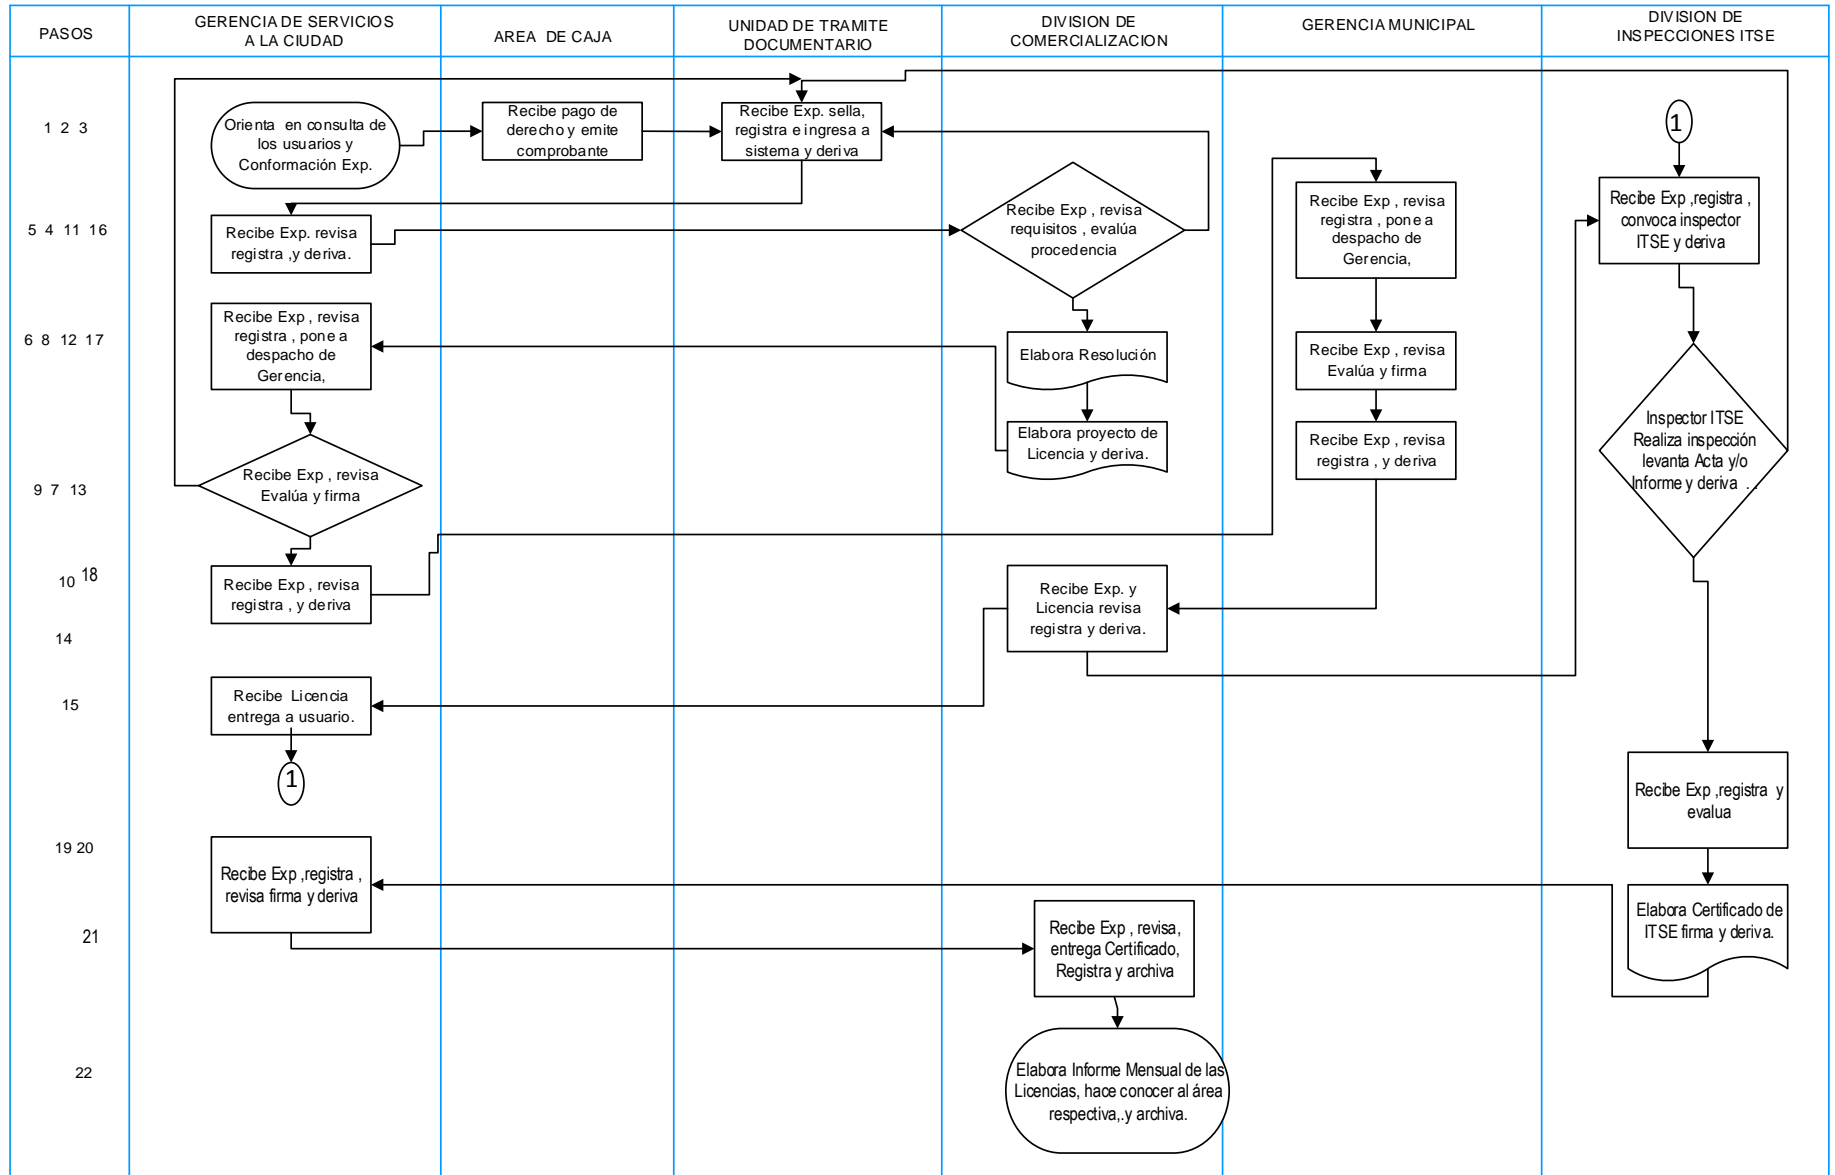 PASOS
GERENCIA DE SERVICIOS
A LA CIUDAD
AREA DE CAJA
UNIDAD DE TRAMITE
DOCUMENTARIO
DIVISION DE
COMERCIALIZACION
GERENCIA MUNICIPAL
DIVISION DE
INSPECCIONES ITSE
1 2 3
Orienta en consulta de
los usuarios y
Conformación Exp.
Recibe pago de
derecho y emite
comprobante
Recibe Exp. sella,
registra e ingresa a
sistema y deriva
1
5 4 11 16
Recibe Exp. revisa
registra ,y deriva.
Recibe Exp , revisa
requisitos , evalúa
procedencia
Recibe Exp , revisa
registra , pone a
despacho de
Gerencia,
Recibe Exp ,registra ,
convoca inspector
ITSE y deriva
6 8 12 17
Recibe Exp , revisa
registra , pone a
despacho de
Gerencia,
Elabora Resolución
Recibe Exp , revisa
Evalúa y firma
Elabora proyecto de
Licencia y deriva.
Recibe Exp , revisa
registra , y deriva
Inspector ITSE
Realiza inspección
levanta Acta y/o
Informe y deriva . .
9 7 13
Recibe Exp , revisa
Evalúa y firma
10 18
Recibe Exp , revisa
registra , y deriva
Recibe Exp. y
Licencia revisa
registra y deriva.
14
15
Recibe Licencia
entrega a usuario.
1
Recibe Exp ,registra y
evalua
19 20
Recibe Exp ,registra ,
revisa firma y deriva
Elabora Certificado de
ITSE firma y deriva.
21
Recibe Exp , revisa,
entrega Certificado,
Registra y archiva
22
Elabora Informe Mensual de las
Licencias, hace conocer al área
respectiva,.y archiva.